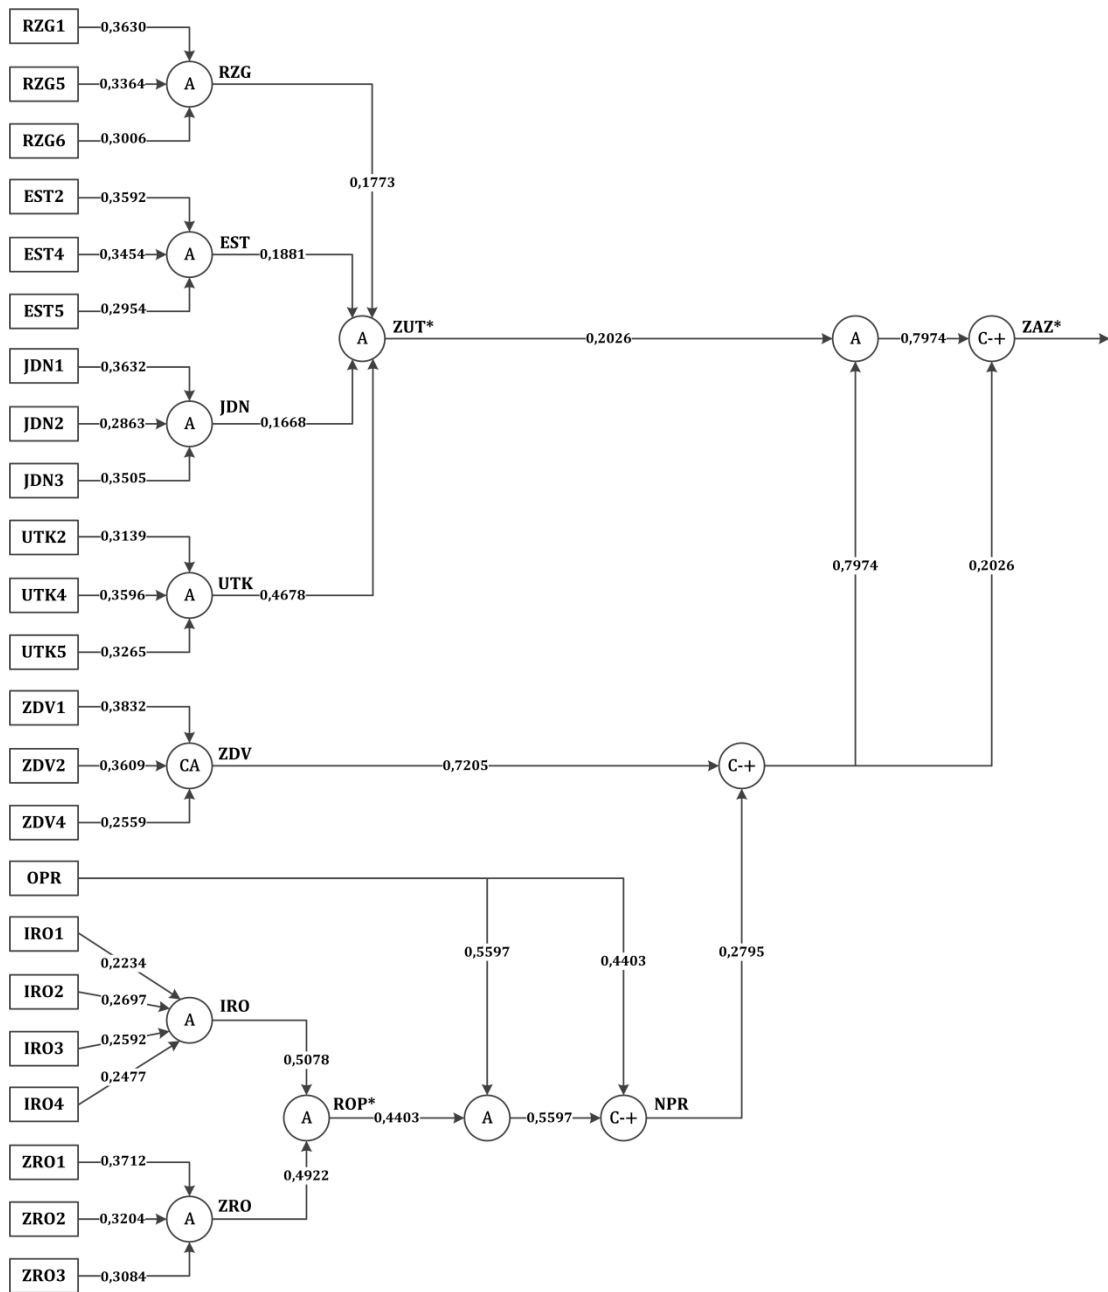 RZG1 0,3630
RZG
RZG5 0,3364 A
RZG6 0,3006
0,1773
EST2 0,3592
EST
EST4 0,3454 A 0,1881
EST5 0,2954
ZUT* ZAZ*
A 0,2026 A 0,7974 C-+
JDN1 0,3632
JDN
JDN2 0,2863 A 0,1668
JDN3 0,3505
UTK2 0,3139
0,7974 0,2026
UTK
UTK4 0,3596 A 0,4678
UTK5 0,3265
ZDV1 0,3832
ZDV
ZDV2 0,3609 CA 0,7205 C-+
ZDV4 0,2559
OPR
IRO1
0,2234
0,5597 0,4403 0,2795
IRO2 0,2697
IRO
A
IRO3 0,2592
0,5078
0,2477
IRO4
ROP* NPR
A 0,4403 A 0,5597 C-+
ZRO1 0,3712
0,4922
ZRO
ZRO2 0,3204 A
ZRO3 0,3084